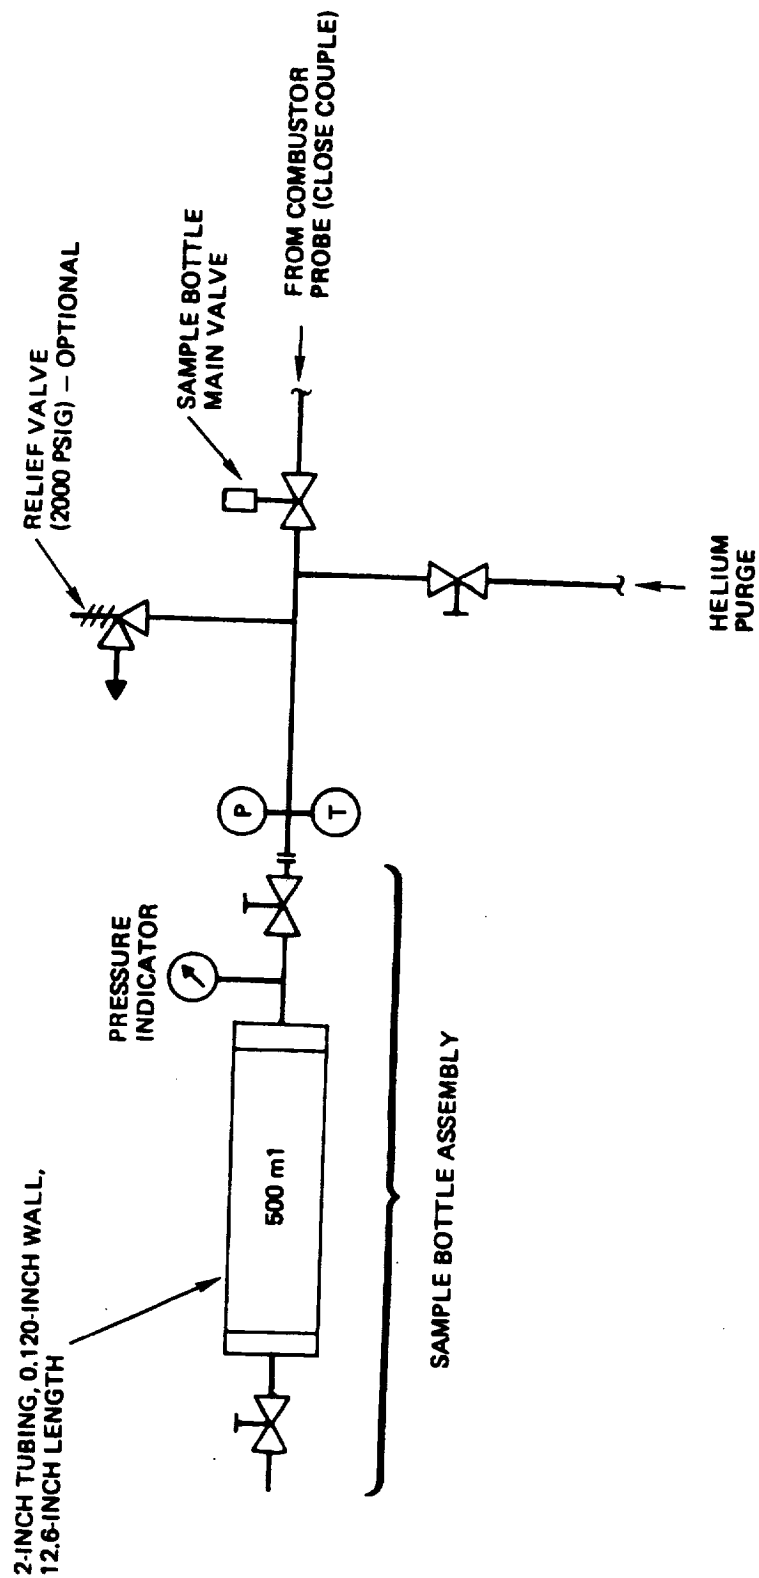 2-INCH TUBING, 0.120-INCH WALL,
12.6-INCH LENGTH
PRESSURE
INDICATOR
RELIEF VALVE
(2000 PSIG) — OPTIONAL
SAMPLE BOTTLE
MAIN VALVE
FROM COMBUSTOR
PROBE (CLOSE COUPLE)
P
T
500 m1
HELIUM
PURGE
SAMPLE BOTTLE ASSEMBLY